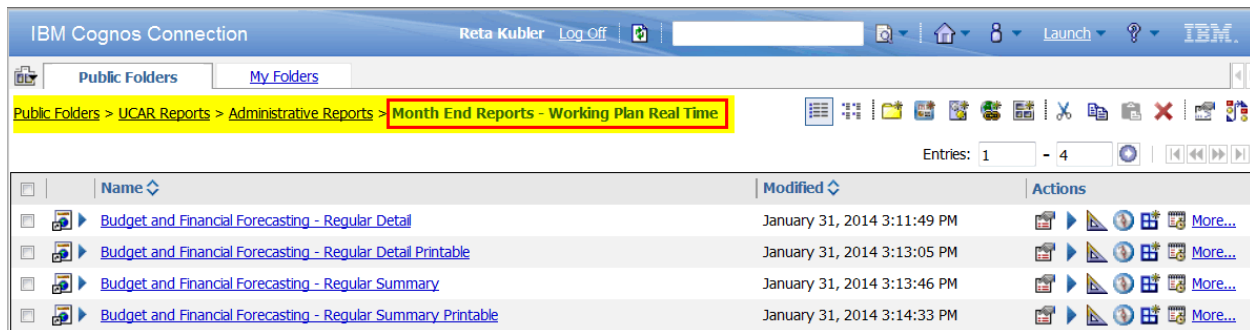 IBM Cognos Connection Reta Kubler Log Off Launch ? IBM.
Public Folders My Folders
Public Folders > UCAR Reports > Administrative Reports > Month End Reports - Working Plan Real Time
Entries: 1 - 4
Name Modified Actions
Budget and Financial Forecasting - Regular Detail January 31, 2014 3:11:49 PM More...
Budget and Financial Forecasting - Regular Detail Printable January 31, 2014 3:13:05 PM More...
Budget and Financial Forecasting - Regular Summary January 31, 2014 3:13:46 PM More...
Budget and Financial Forecasting - Regular Summary Printable January 31, 2014 3:14:33 PM More...